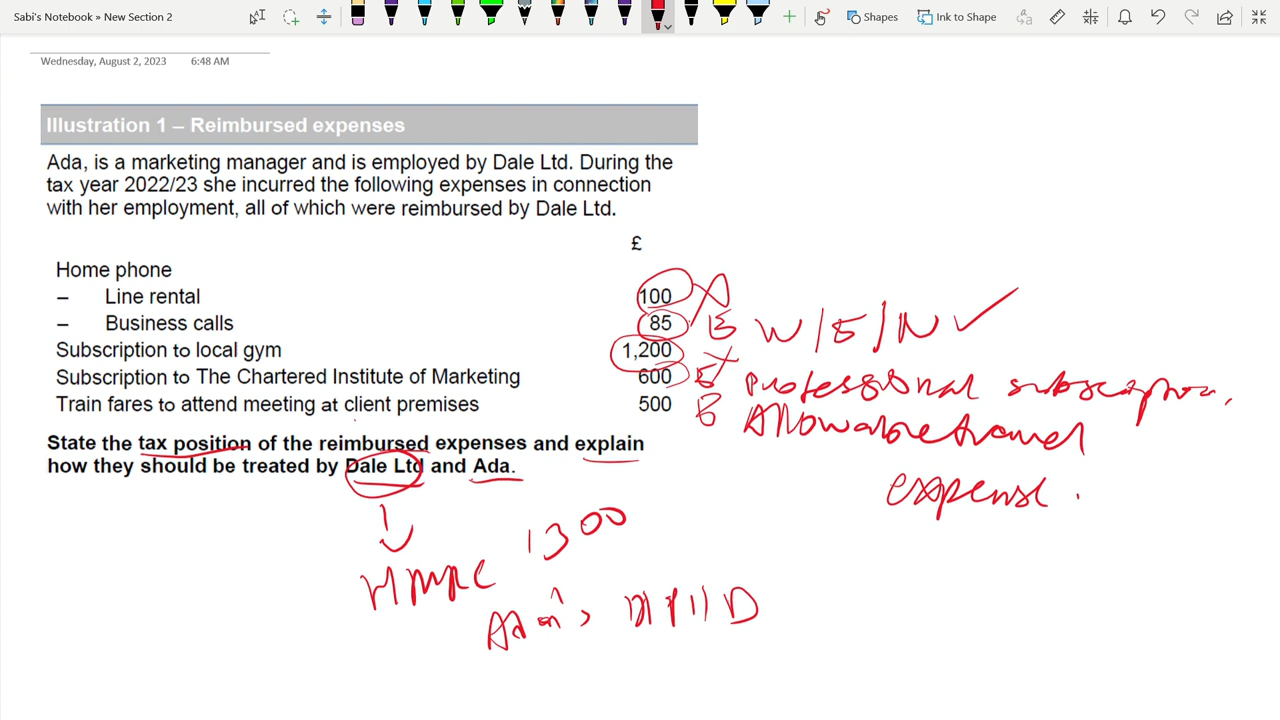 Sabi's Notebook » New Section 2
Shapes
Ink to Shape
Wednesday, August 2, 2023 6:48 AM
Illustration 1 – Reimbursed expenses
Ada, is a marketing manager and is employed by Dale Ltd. During the
tax year 2022/23 she incurred the following expenses in connection
with her employment, all of which were reimbursed by Dale Ltd.
£
Home phone
– Line rental 100
– Business calls 85 E W/E/N ✓
Subscription to local gym 1,200 X
Subscription to The Chartered Institute of Marketing 600 E Professional subscription,
Train fares to attend meeting at client premises 500 E Allowable travel
expense.
State the tax position of the reimbursed expenses and explain
how they should be treated by Dale Ltd and Ada.
1300
HMRC
Ada's P11D